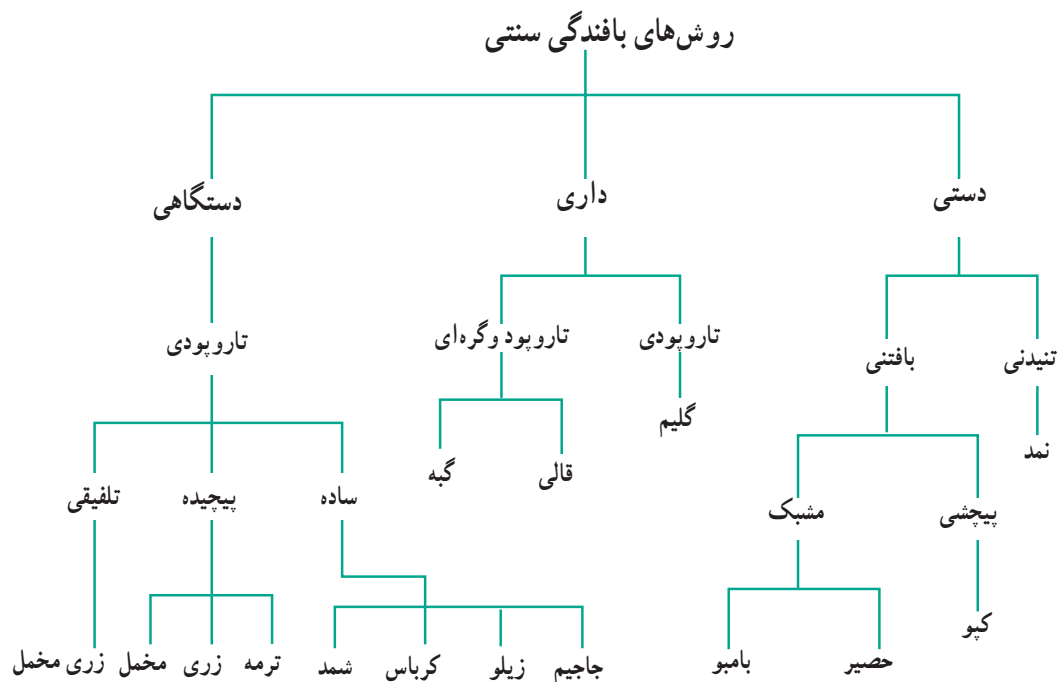 روش‌های بافندگی سنتی
دستی
داری
دستگاهی
تنیدنی
بافتنی
تاروپودی
تاروپود وگره‌ای
تاروپودی
نمد
گلیم
قالی
گبه
پیچشی
مشبک
ساده
پیچیده
تلفیقی
کپو
حصیر
بامبو
جاجیم
زیلو
کرباس
شمد
ترمه
زری
مخمل
زری مخمل